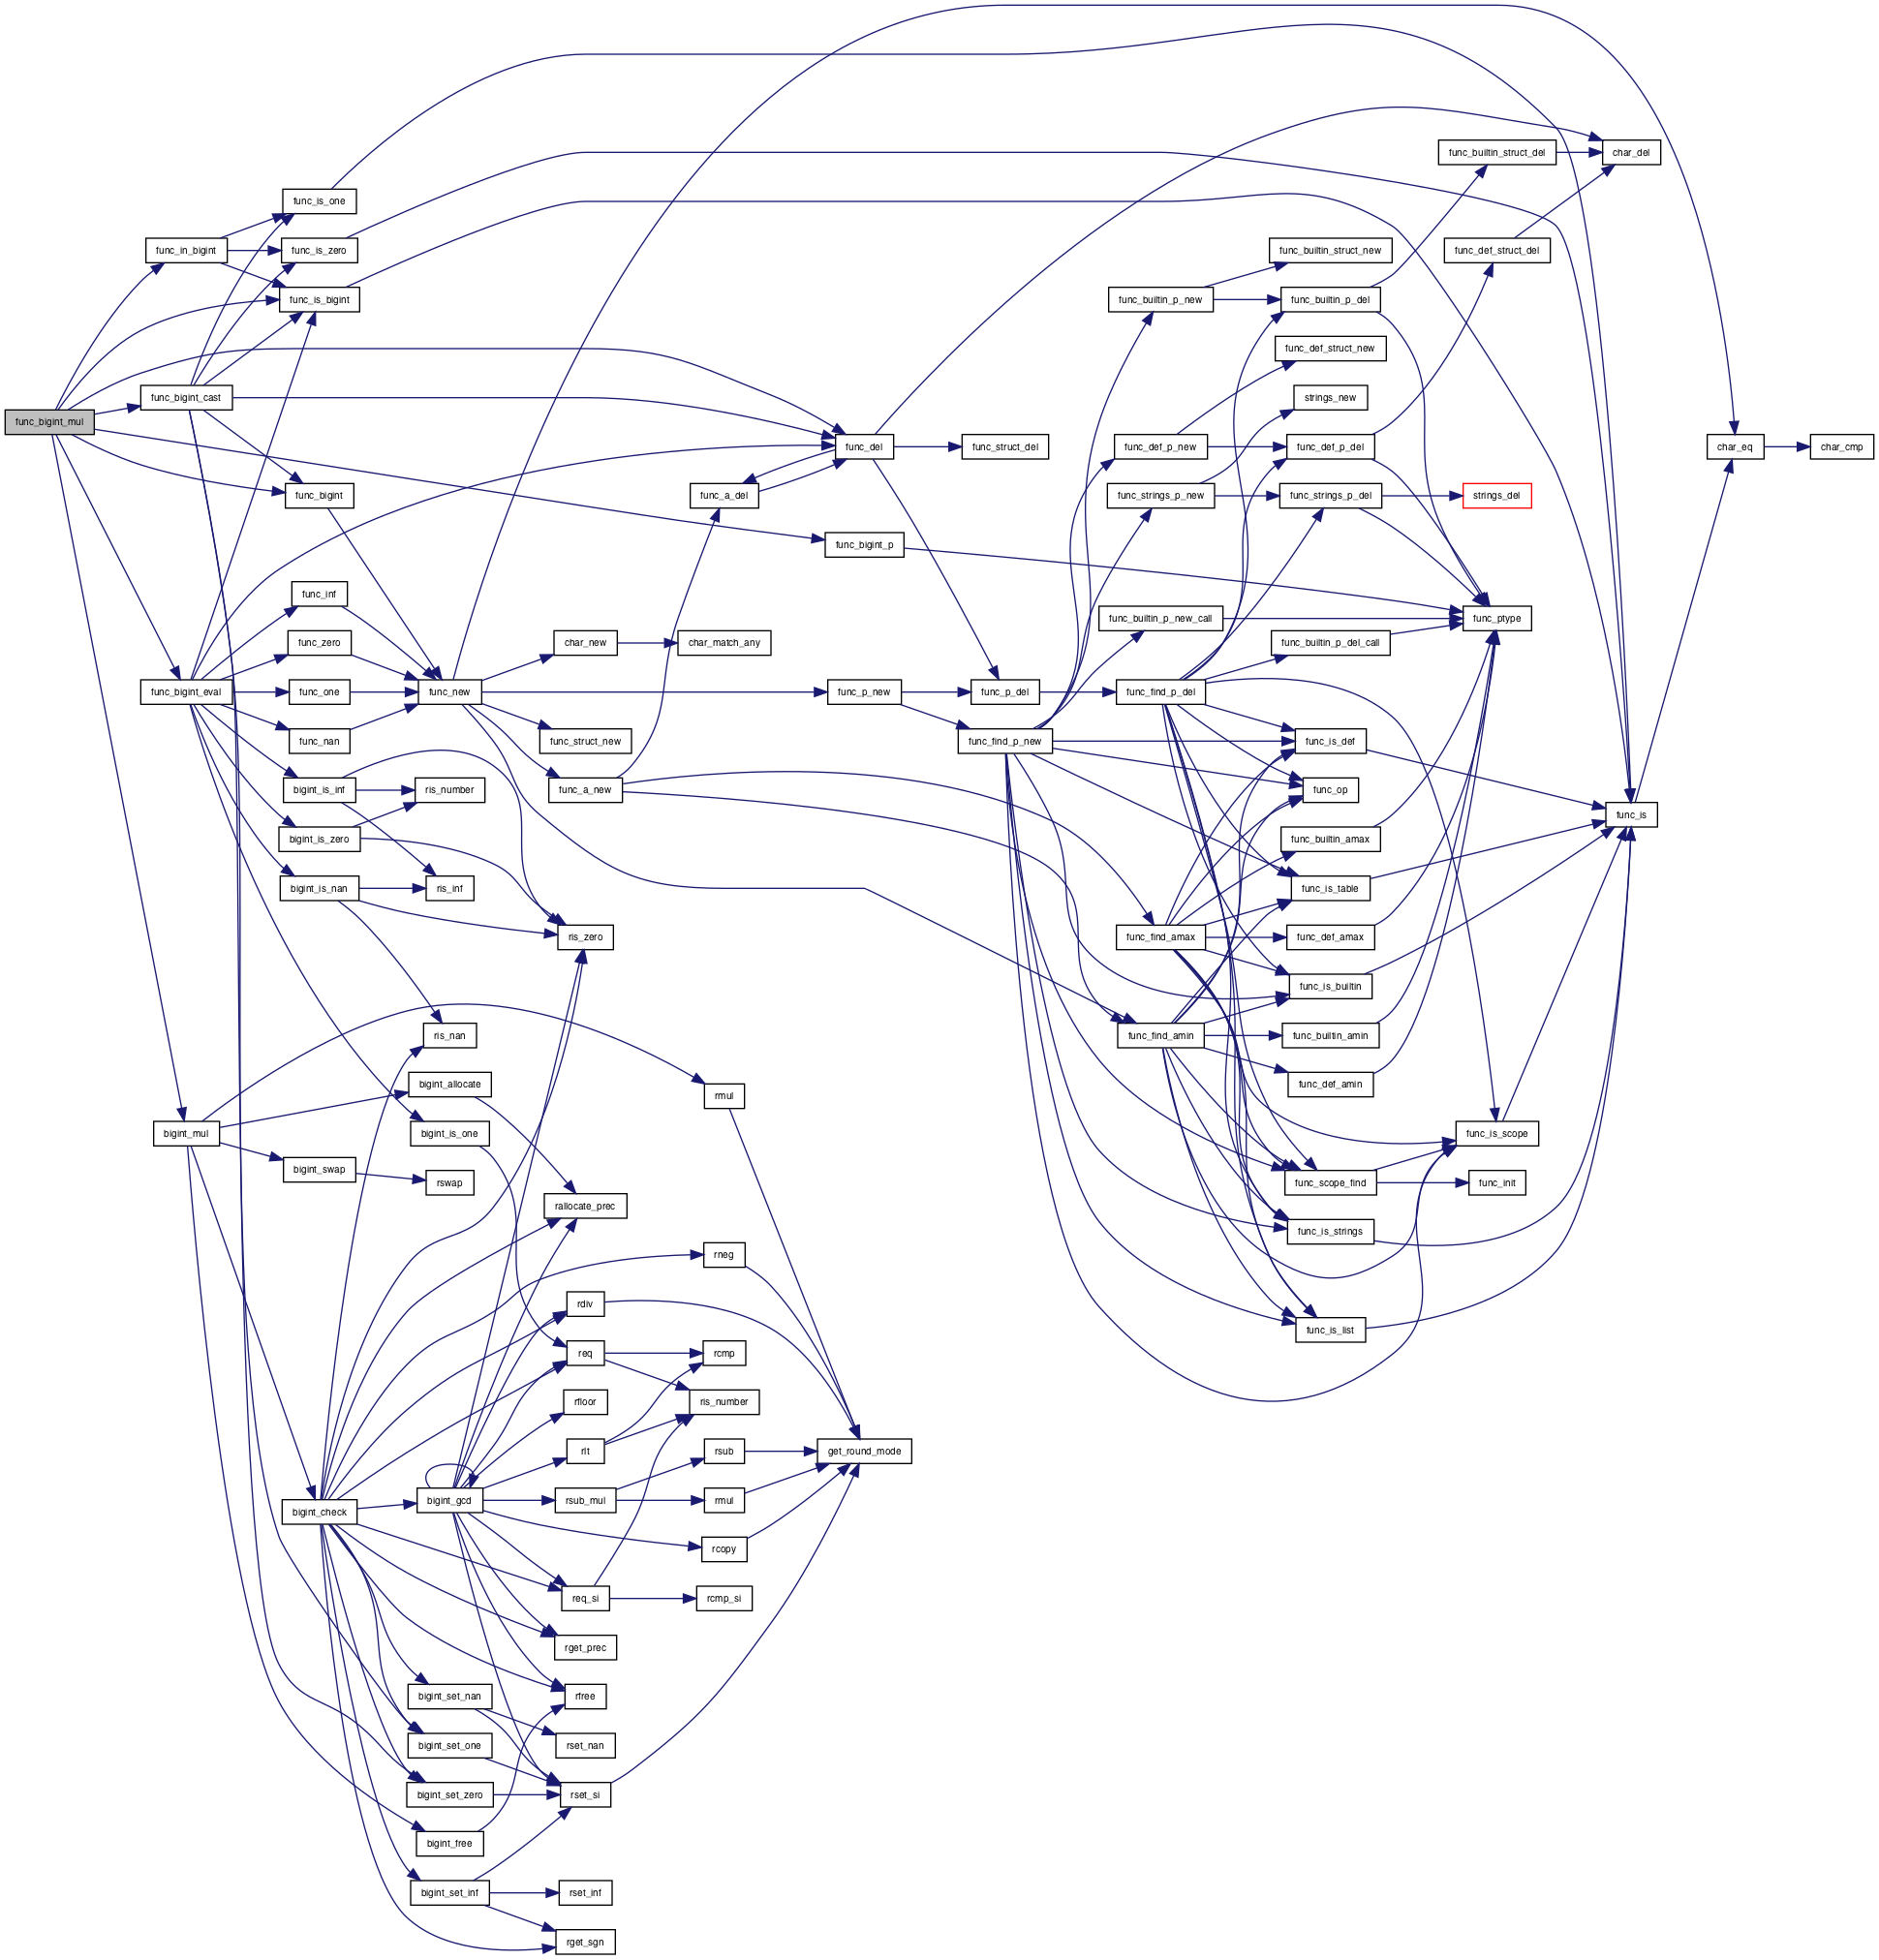 func_bigint_mul
func_in_bigint
func_bigint_cast
func_bigint_eval
bigint_mul
func_is_one
func_is_zero
func_is_bigint
func_bigint
func_inf
func_zero
func_one
func_nan
bigint_is_inf
bigint_is_zero
bigint_is_nan
bigint_swap
bigint_check
func_new
ris_number
ris_inf
ris_nan
bigint_allocate
bigint_is_one
rswap
bigint_gcd
bigint_set_nan
bigint_set_one
bigint_set_zero
bigint_free
bigint_set_inf
char_new
func_struct_new
func_a_new
ris_zero
rallocate_prec
rdiv
req
rfloor
rlt
rsub_mul
req_si
rget_prec
rfree
rset_nan
rset_si
rset_inf
rget_sgn
func_a_del
char_match_any
rmul
rneg
rcmp
ris_number
rsub
rmul
rcopy
rcmp_si
func_del
func_bigint_p
func_p_new
get_round_mode
func_struct_del
func_p_del
func_find_p_new
func_builtin_p_new
func_def_p_new
func_strings_p_new
func_builtin_p_new_call
func_find_p_del
func_find_amax
func_find_amin
func_builtin_struct_new
func_builtin_p_del
func_def_struct_new
strings_new
func_def_p_del
func_strings_p_del
func_builtin_p_del_call
func_is_def
func_op
func_builtin_amax
func_is_table
func_def_amax
func_is_builtin
func_builtin_amin
func_def_amin
func_scope_find
func_is_strings
func_is_list
func_builtin_struct_del
func_def_struct_del
strings_del
func_ptype
func_is_scope
func_init
char_del
func_is
char_eq
char_cmp